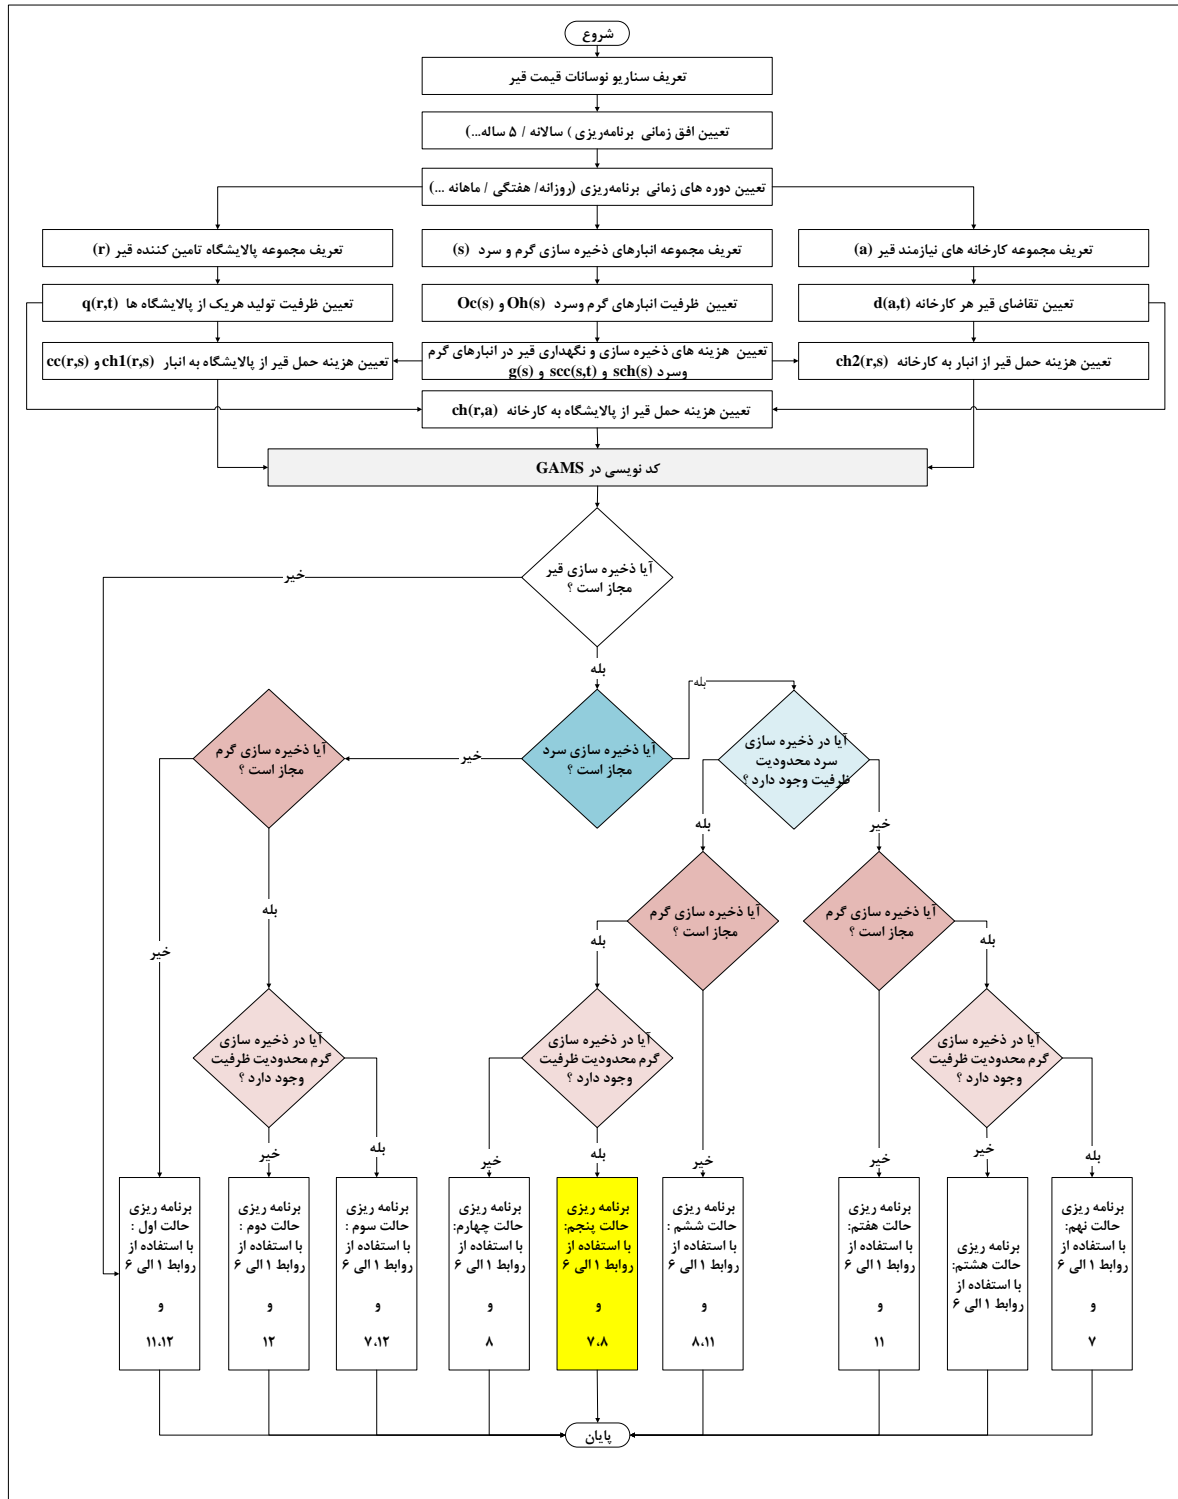 شروع
تعریف سناریو نوسانات قیمت قیر
تعیین افق زمانی برنامه‌ریزی ) سالانه / ۵ ساله...)
تعیین دوره های زمانی برنامه‌ریزی (روزانه/ هفتگی / ماهانه ...)
تعریف مجموعه کارخانه های نیازمند قیر (a)
تعریف مجموعه انبارهای ذخیره سازی گرم و سرد (s)
تعریف مجموعه پالایشگاه تامین کننده قیر (r)
تعیین تقاضای قیر هر کارخانه d(a,t)
تعیین ظرفیت انبارهای گرم وسرد Oh(s) و Oc(s)
تعیین ظرفیت تولید هریک از پالایشگاه ها q(r,t)
تعیین هزینه حمل قیر از انبار به کارخانه ch2(r,s)
تعیین هزینه های ذخیره سازی و نگهداری قیر در انبارهای گرم
وسرد sch(s) و scc(s,t) و g(s)
تعیین هزینه حمل قیر از پالایشگاه به انبار ch1(r,s) و cc(r,s)
تعیین هزینه حمل قیر از پالایشگاه به کارخانه ch(r,a)
کد نویسی در GAMS
آیا ذخیره سازی قیر
مجاز است ؟
خیر
بله
آیا در ذخیره سازی
سرد محدودیت
ظرفیت وجود دارد ؟
بله
آیا ذخیره سازی سرد
مجاز است ؟
خیر
آیا ذخیره سازی گرم
مجاز است ؟
خیر
بله
بله
خیر
آیا ذخیره سازی گرم
مجاز است ؟
آیا ذخیره سازی گرم
مجاز است ؟
بله
بله
خیر
آیا در ذخیره سازی
گرم محدودیت ظرفیت
وجود دارد ؟
آیا در ذخیره سازی
گرم محدودیت ظرفیت
وجود دارد ؟
آیا در ذخیره سازی
گرم محدودیت ظرفیت
وجود دارد ؟
بله
خیر
خیر
خیر
بله
خیر
بله
خیر
برنامه ریزی
حالت نهم:
با استفاده از
روابط ۱ الی ۶
و
۷
برنامه ریزی
حالت هشتم:
با استفاده از
روابط ۱ الی ۶
برنامه ریزی
حالت هفتم:
با استفاده از
روابط ۱ الی ۶
و
۱۱
برنامه ریزی
حالت ششم :
با استفاده از
روابط ۱ الی ۶
و
۸،۱۱
برنامه ریزی
حالت پنجم:
با استفاده از
روابط ۱ الی ۶
و
۷،۸
برنامه ریزی
حالت چهارم:
با استفاده از
روابط ۱ الی ۶
و
۸
برنامه ریزی
حالت سوم :
با استفاده از
روابط ۱ الی ۶
و
۷،۱۲
برنامه ریزی
حالت دوم :
با استفاده از
روابط ۱ الی ۶
و
۱۲
برنامه ریزی
حالت اول :
با استفاده از
روابط ۱ الی ۶
و
۱۱،۱۲
پایان